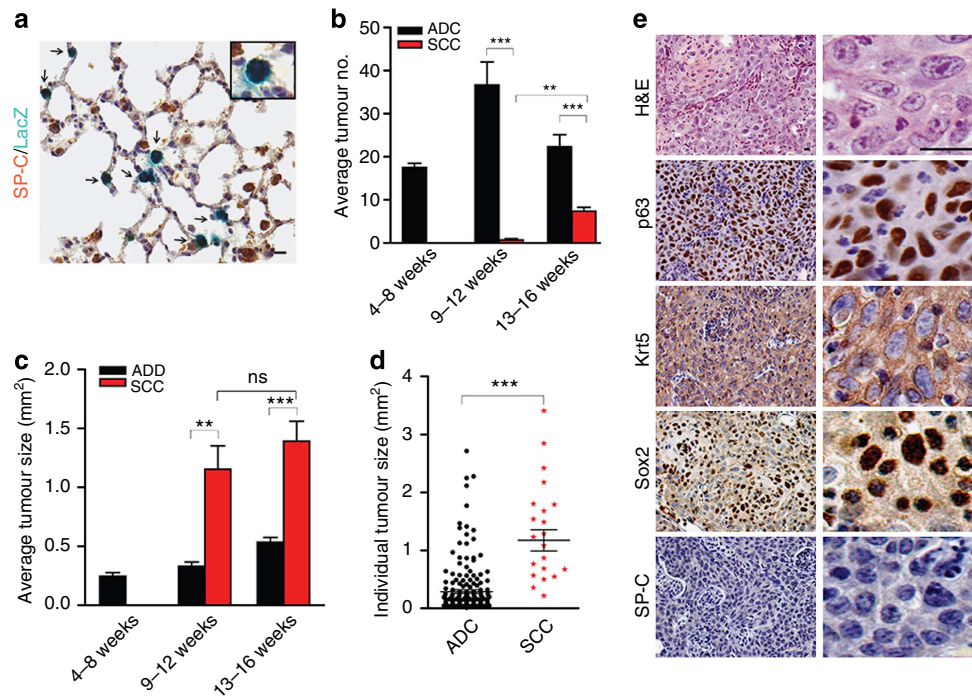 a
SP-C/LacZ
b
ADC
SCC
Average tumour no.
50
40
30
20
10
0
***
**
***
4–8 weeks
9–12 weeks
13–16 weeks
c
ADD
SCC
Average tumour size (mm²)
2.0
1.5
1.0
0.5
0.0
ns
**
***
4–8 weeks
9–12 weeks
13–16 weeks
d
Individual tumour size (mm²)
4
3
2
1
0
***
ADC
SCC
e
H&E
p63
Krt5
Sox2
SP-C